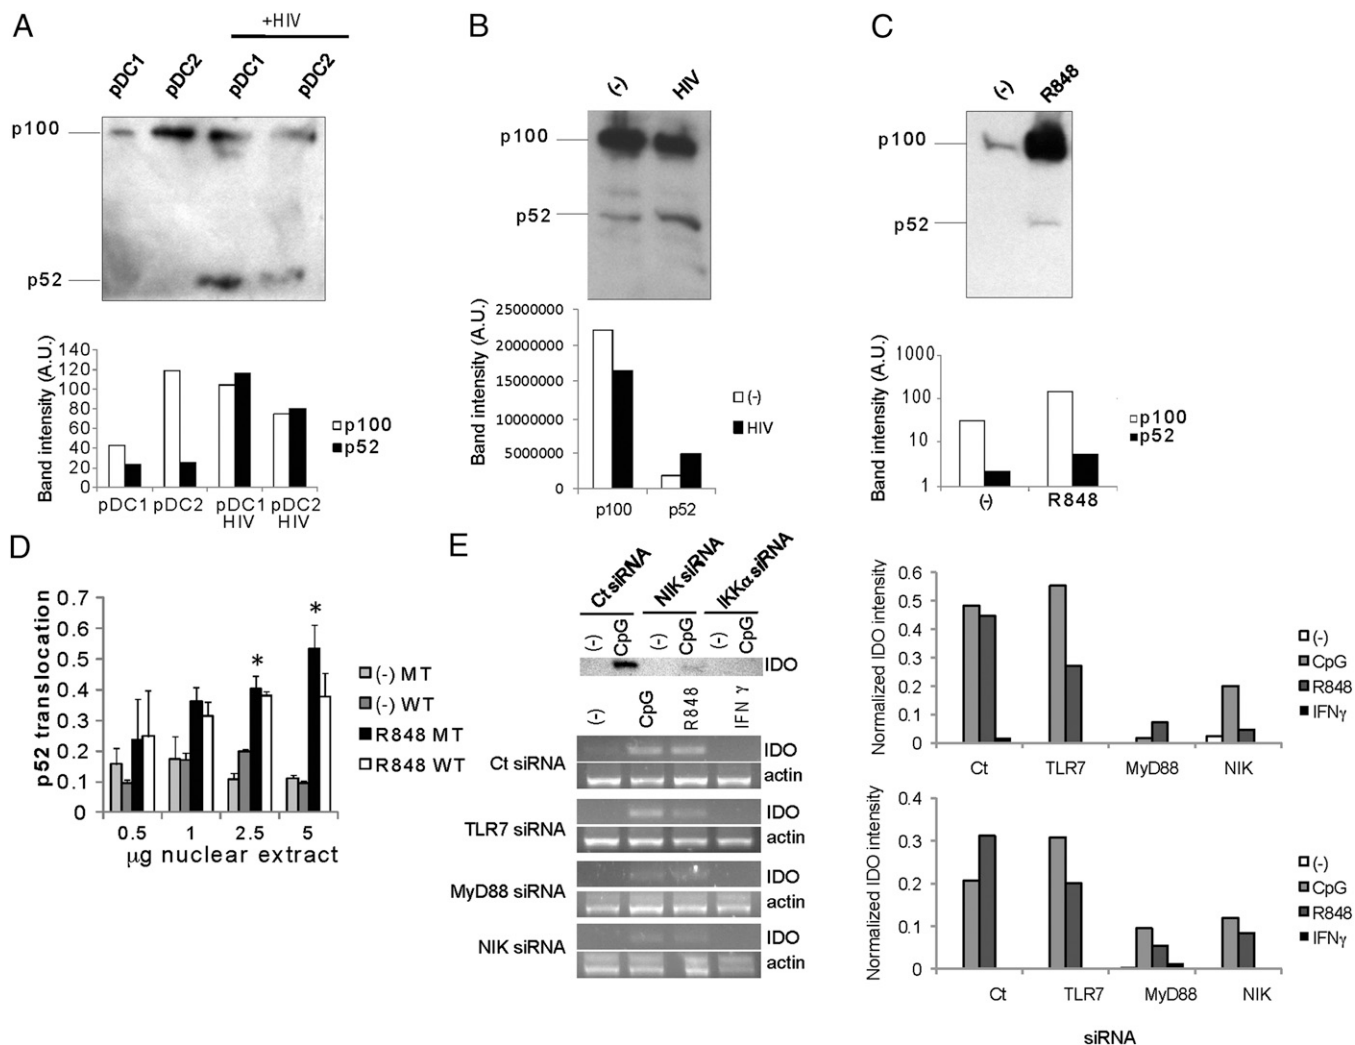 A
+HIV
pDC1 pDC2 pDC1 pDC2
p100
p52
Band intensity (A.U.)
140
120
100
80
60
40
20
0
pDC1 pDC2 pDC1 HIV pDC2 HIV
p100
p52
B
(-) HIV
p100
p52
Band intensity (A.U.)
25000000
20000000
15000000
10000000
5000000
0
p100 p52
(-)
HIV
C
(-) R848
p100
p52
Band intensity (A.U.)
1000
100
10
1
(-) R848
p100
p52
D
p52 translocation
0.7
0.6
0.5
0.4
0.3
0.2
0.1
0
* *
0.5 1 2.5 5
µg nuclear extract
(-) MT
(-) WT
R848 MT
R848 WT
E
Ct siRNA NIK siRNA IKKα siRNA
(-) CpG (-) CpG (-) CpG
IDO
(-) CpG R848 IFN γ
Ct siRNA IDO
actin
TLR7 siRNA IDO
actin
MyD88 siRNA IDO
actin
NIK siRNA IDO
actin
Normalized IDO intensity
0.6
0.5
0.4
0.3
0.2
0.1
0
Ct TLR7 MyD88 NIK
(-)
CpG
R848
IFNγ
Normalized IDO intensity
0.4
0.3
0.2
0.1
0
Ct TLR7 MyD88 NIK
(-)
CpG
R848
IFNγ
siRNA